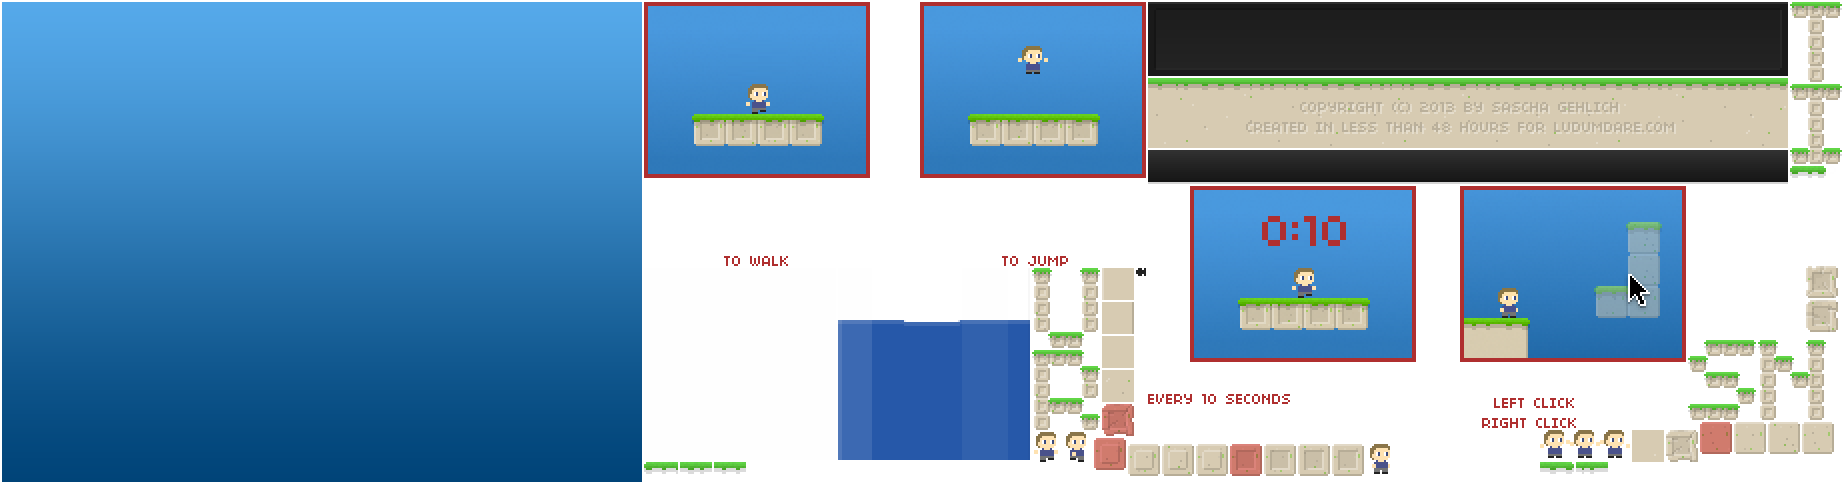 COPYRIGHT (C) 2013 BY SASCHA GEHLICH
CREATED IN LESS THAN 48 HOURS FOR LUDUMDARE.COM
0:10
TO WALK
TO JUMP
EVERY 10 SECONDS
LEFT CLICK
RIGHT CLICK